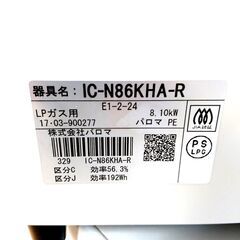 器具名: IC-N86KHA-R
E1-2-24
LPガス用 8.10kW
17・03-900277 パロマ PE
株式会社パロマ
329 IC-N86KHA-R
区分C 効率56.3%
区分J 効率192Wh
PS
LPG